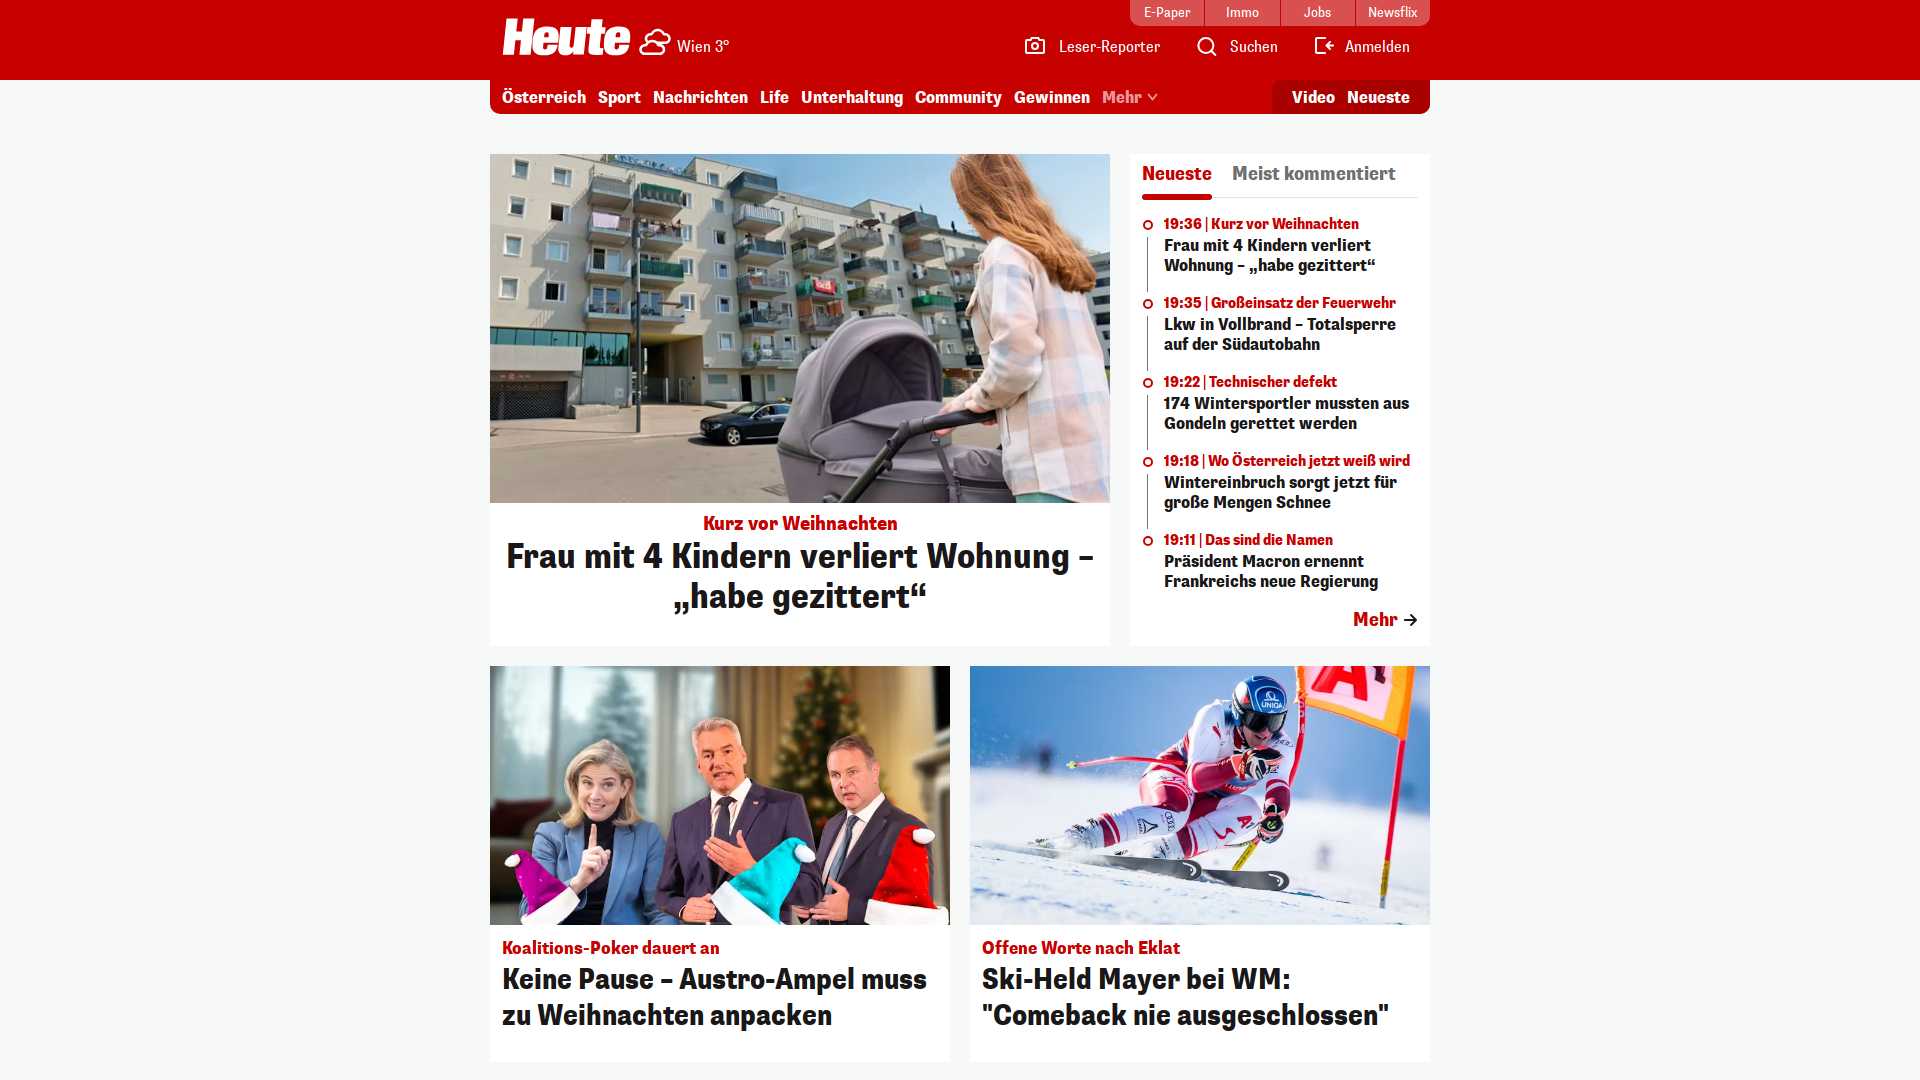 E-Paper
Immo
Jobs
Newsflix
Heute
Wien 3°
Leser-Reporter
Suchen
Anmelden
Österreich
Sport
Nachrichten
Life
Unterhaltung
Community
Gewinnen
Mehr
Video
Neueste
Kurz vor Weihnachten
Frau mit 4 Kindern verliert Wohnung –
„habe gezittert“
Neueste
Meist kommentiert
19:36 | Kurz vor Weihnachten
Frau mit 4 Kindern verliert
Wohnung – „habe gezittert“
19:35 | Großeinsatz der Feuerwehr
Lkw in Vollbrand – Totalsperre
auf der Südautobahn
19:22 | Technischer defekt
174 Wintersportler mussten aus
Gondeln gerettet werden
19:18 | Wo Österreich jetzt weiß wird
Wintereinbruch sorgt jetzt für
große Mengen Schnee
19:11 | Das sind die Namen
Präsident Macron ernennt
Frankreichs neue Regierung
Mehr
UNIQA
Koalitions-Poker dauert an
Keine Pause – Austro-Ampel muss
zu Weihnachten anpacken
Offene Worte nach Eklat
Ski-Held Mayer bei WM:
"Comeback nie ausgeschlossen"